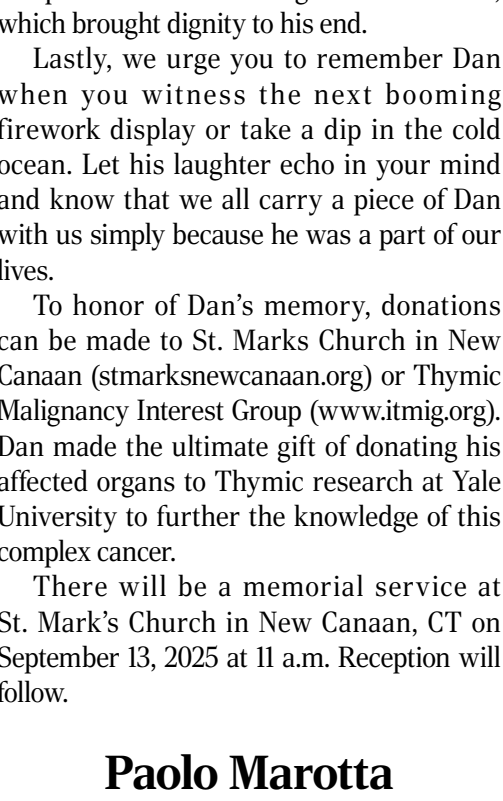 which brought dignity to his end.
Lastly, we urge you to remember Dan
when you witness the next booming
firework display or take a dip in the cold
ocean. Let his laughter echo in your mind
and know that we all carry a piece of Dan
with us simply because he was a part of our
lives.
To honor of Dan’s memory, donations
can be made to St. Marks Church in New
Canaan (stmarksnewcanaan.org) or Thymic
Malignancy Interest Group (www.itmig.org).
Dan made the ultimate gift of donating his
affected organs to Thymic research at Yale
University to further the knowledge of this
complex cancer.
There will be a memorial service at
St. Mark’s Church in New Canaan, CT on
September 13, 2025 at 11 a.m. Reception will
follow.
Paolo Marotta